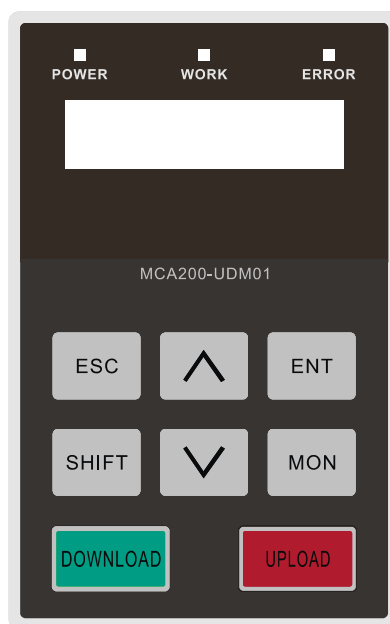 POWER WORK ERROR
MCA200-UDM01
ESC ENT
SHIFT MON
DOWNLOAD UPLOAD